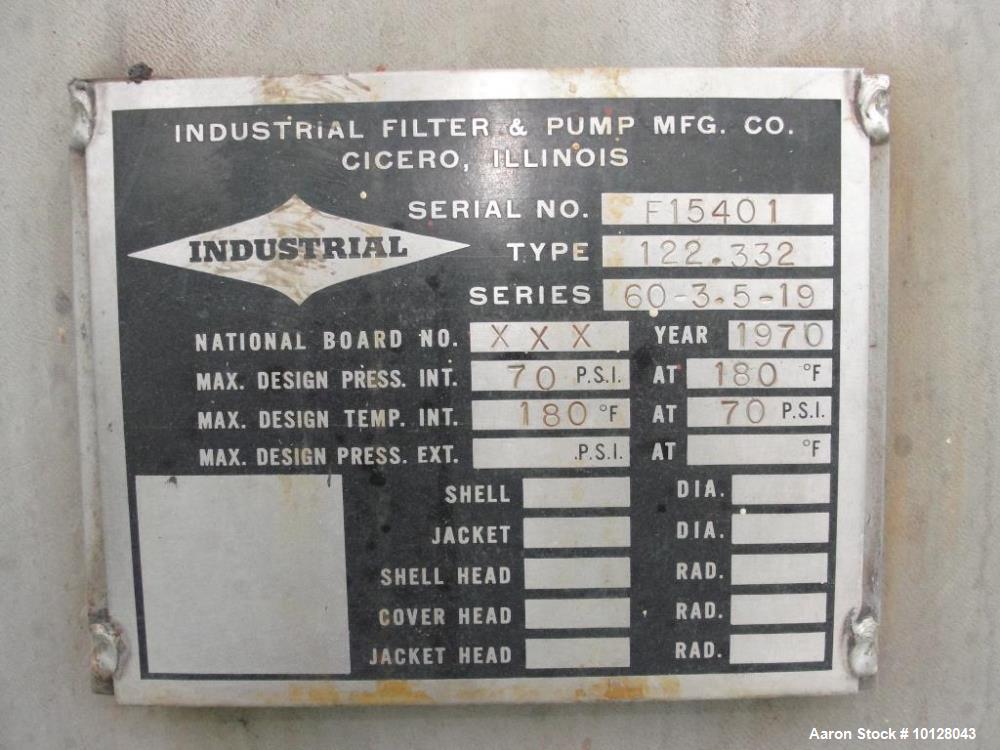 INDUSTRIAL FILTER & PUMP MFG. CO.
CICERO, ILLINOIS
INDUSTRIAL
SERIAL NO. F15401
TYPE 122.332
SERIES 60-3.5-19
NATIONAL BOARD NO. XXX YEAR 1970
MAX. DESIGN PRESS. INT. 70 P.S.I. AT 180 °F
MAX. DESIGN TEMP. INT. 180 °F AT 70 P.S.I.
MAX. DESIGN PRESS. EXT. P.S.I. AT °F
SHELL DIA.
JACKET DIA.
SHELL HEAD RAD.
COVER HEAD RAD.
JACKET HEAD RAD.
Aaron Stock # 10128043